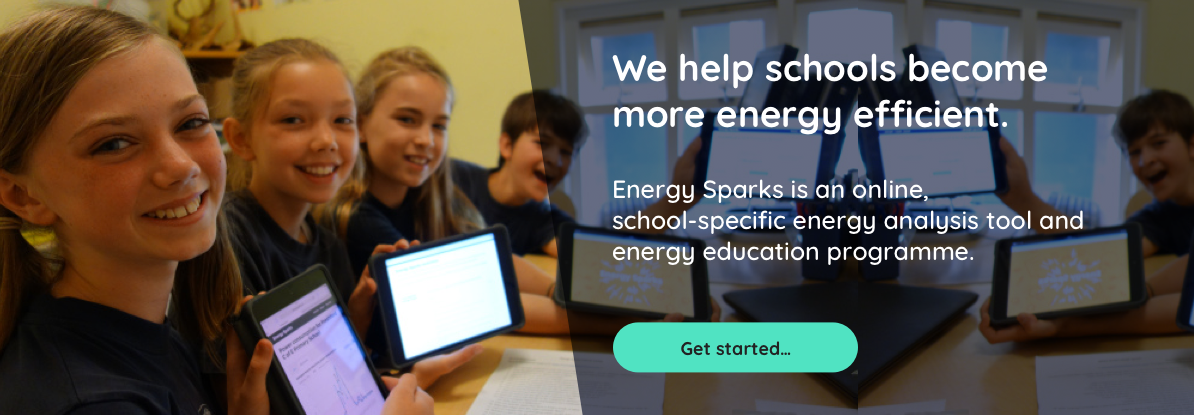 We help schools become
more energy efficient.
Energy Sparks is an online,
school-specific energy analysis tool and
energy education programme.
Get started…